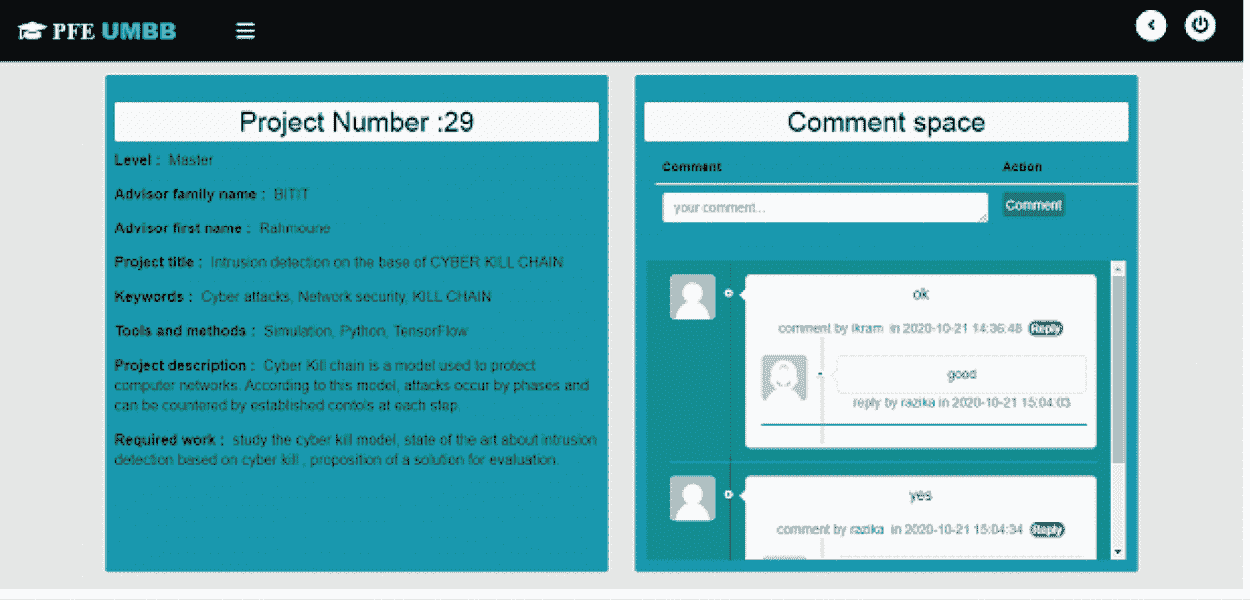 PFE UMBB
Project Number :29
Level : Master
Advisor family name : BITIT
Advisor first name : Rahmoune
Project title : Intrusion detection on the base of CYBER KILL CHAIN
Keywords : Cyber attacks, Network security, KILL CHAIN
Tools and methods : Simulation, Python, TensorFlow
Project description : Cyber Kill chain is a model used to protect
computer networks. According to this model, attacks occur by phases and
can be countered by established contols at each step.
Required work : study the cyber kill model, state of the art about intrusion
detection based on cyber kill , proposition of a solution for evaluation.
Comment space
Comment Action
your comment... Comment
ok
comment by ikram in 2020-10-21 14:36:48 Reply
good
reply by razika in 2020-10-21 15:04:03
yes
comment by razika in 2020-10-21 15:04:34 Reply